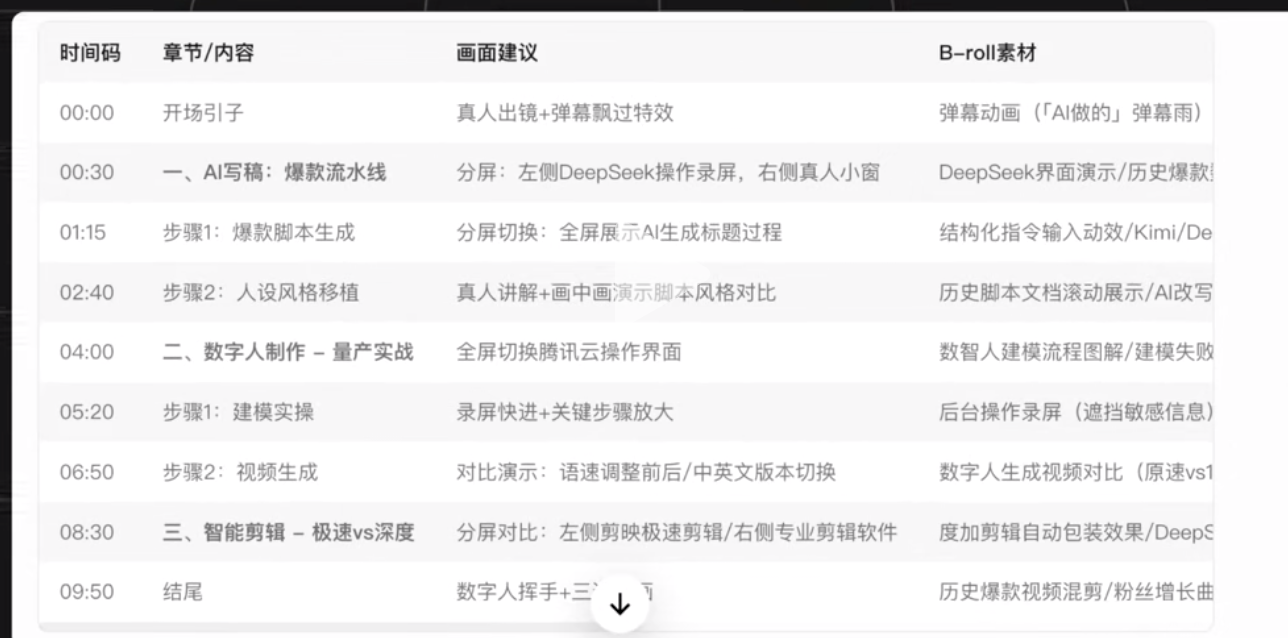 时间码 章节/内容 画面建议 B-roll素材
00:00 开场引子 真人出镜+弹幕飘过特效 弹幕动画（「AI做的」弹幕雨）
00:30 一、AI写稿：爆款流水线 分屏：左侧DeepSeek操作录屏，右侧真人小窗 DeepSeek界面演示/历史爆款
01:15 步骤1：爆款脚本生成 分屏切换：全屏展示AI生成标题过程 结构化指令输入动效/Kimi/De
02:40 步骤2：人设风格移植 真人讲解+画中画演示脚本风格对比 历史脚本文档滚动展示/AI改写
04:00 二、数字人制作 – 量产实战 全屏切换腾讯云操作界面 数智人建模流程图解/建模失败
05:20 步骤1：建模实操 录屏快进+关键步骤放大 后台操作录屏（遮挡敏感信息）
06:50 步骤2：视频生成 对比演示：语速调整前后/中英文版本切换 数字人生成视频对比（原速vs1
08:30 三、智能剪辑 – 极速vs深度 分屏对比：左侧剪映极速剪辑/右侧专业剪辑软件 度加剪辑自动包装效果/DeepS
09:50 结尾 数字人挥手+三 画 历史爆款视频混剪/粉丝增长曲